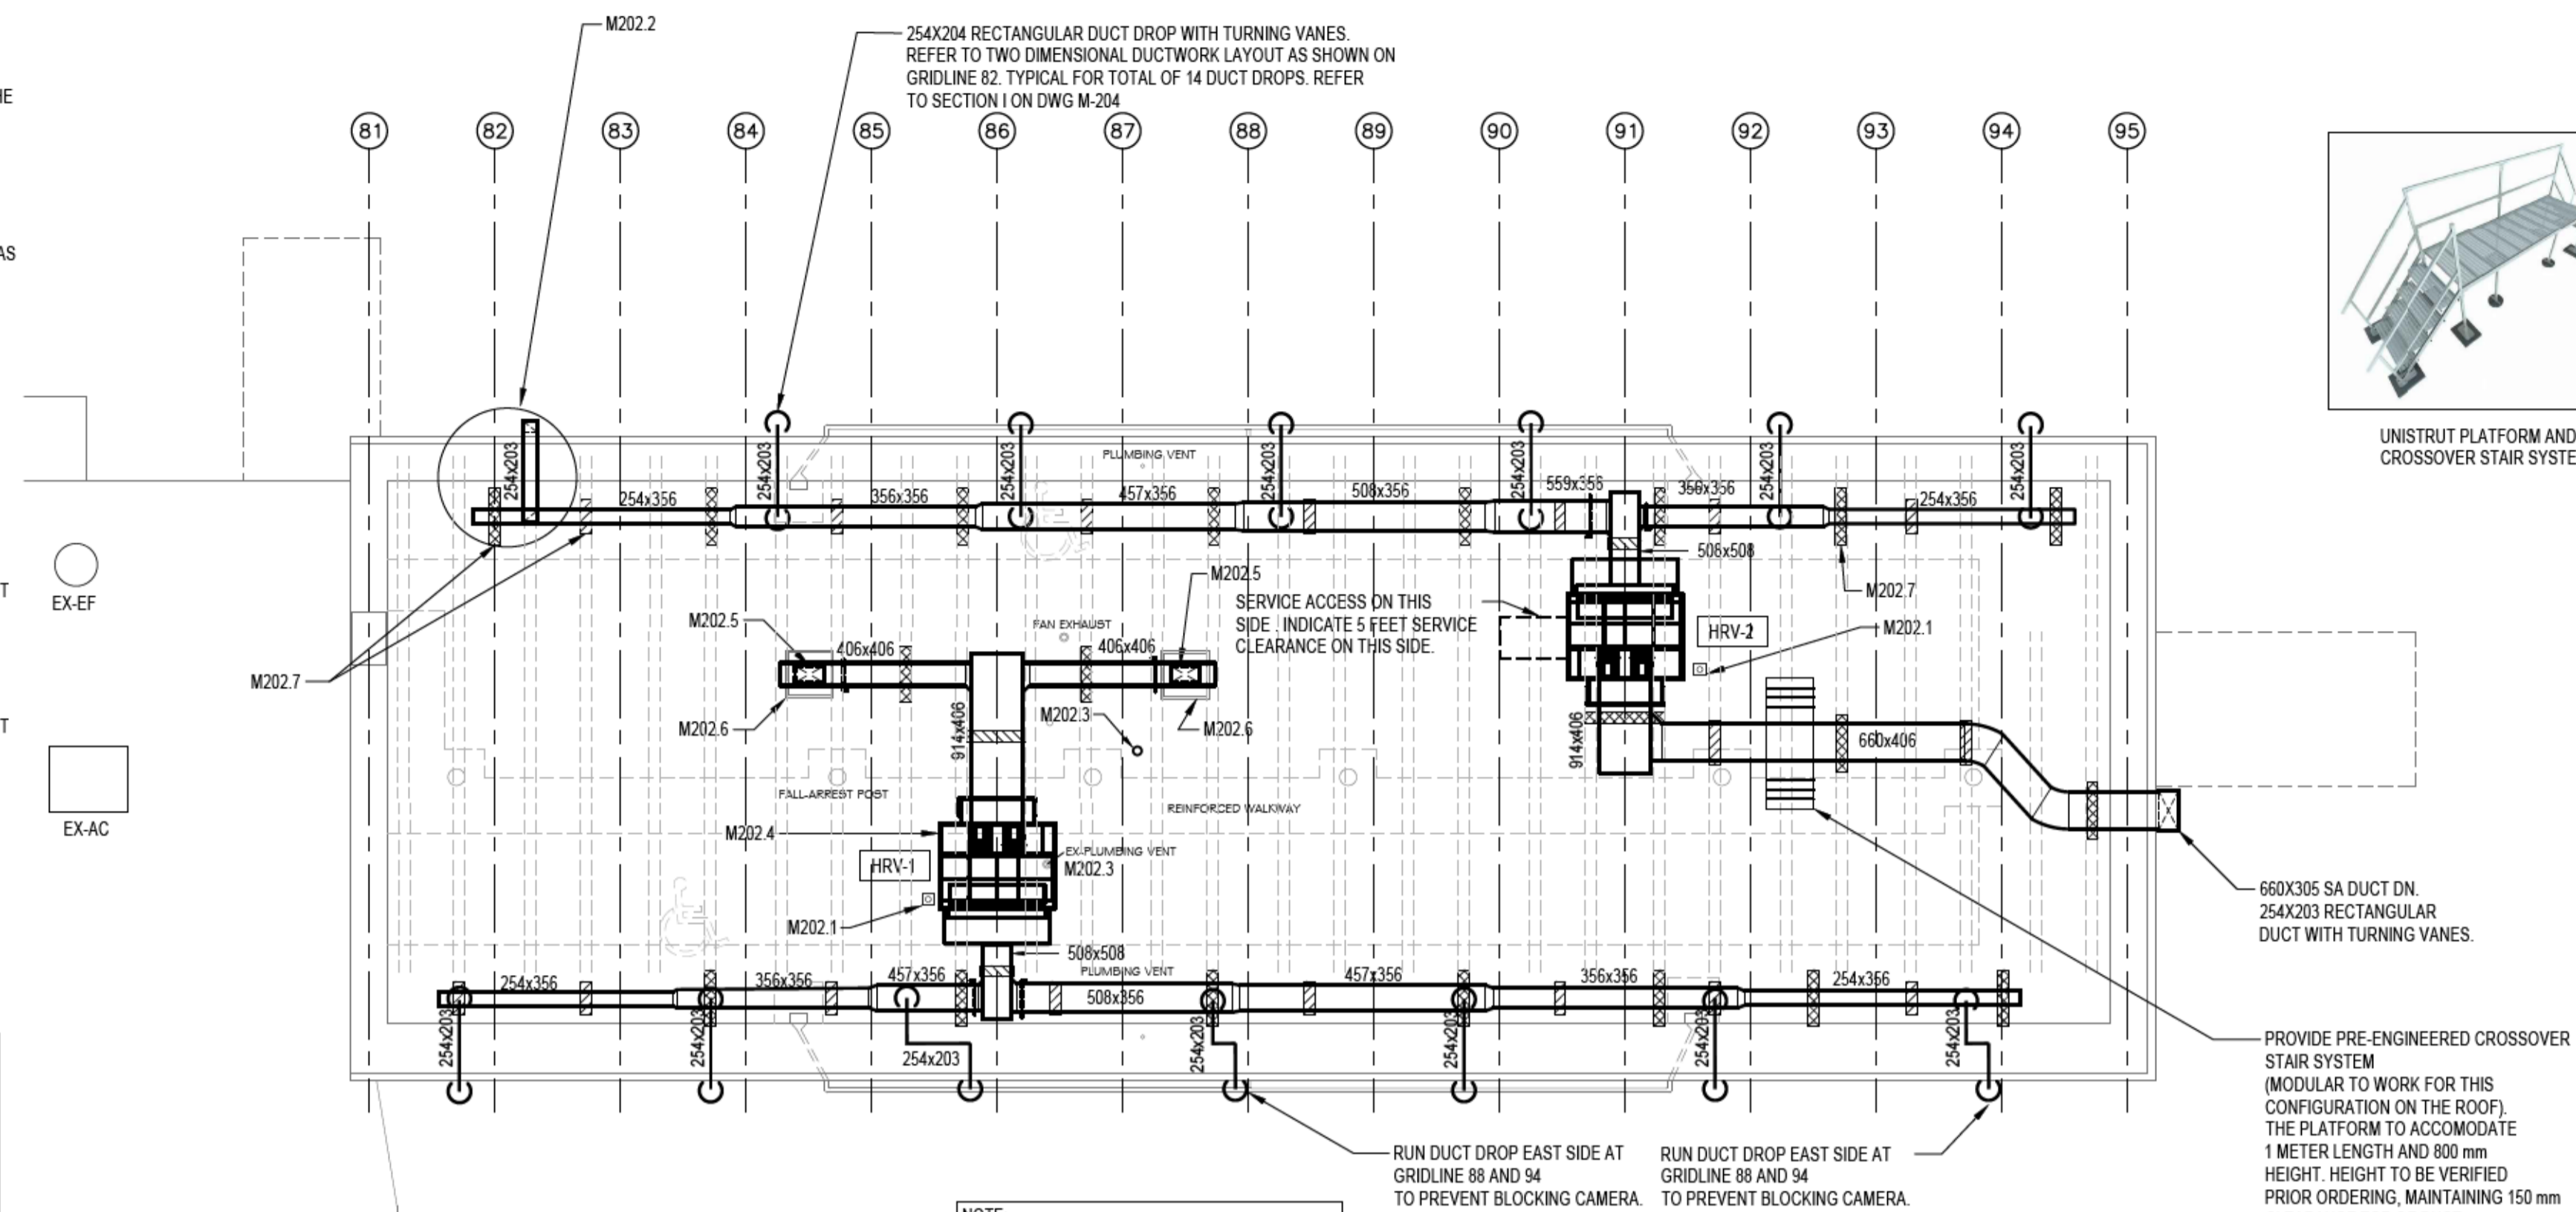 M202.2
254X204 RECTANGULAR DUCT DROP WITH TURNING VANES.
REFER TO TWO DIMENSIONAL DUCTWORK LAYOUT AS SHOWN ON
GRIDLINE 82. TYPICAL FOR TOTAL OF 14 DUCT DROPS. REFER
TO SECTION I ON DWG M-204
HE
81
82
83
84
85
86
87
88
89
90
91
92
93
94
95
AS
UNISTRUT PLATFORM AND
CROSSOVER STAIR SYSTE
254x203
254x203
254x203
254x203
254x203
254x203
254x203
PLUMBING VENT
254x356
356x356
457x356
508x356
559x356
356x356
254x356
508x508
T
EX-EF
M202.5
M202.5
M202.7
SERVICE ACCESS ON THIS
SIDE. INDICATE 5 FEET SERVICE
CLEARANCE ON THIS SIDE.
FAN EXHAUST
HRV-2
M202.1
406x406
406x406
M202.7
M202.6
M202.3
M202.6
T
914x406
914x406
660x406
EX-AC
FALL-ARREST POST
REINFORCED WALKWAY
M202.4
HRV-1
EX-PLUMBING VENT
M202.3
M202.1
660X305 SA DUCT DN.
254X203 RECTANGULAR
DUCT WITH TURNING VANES.
508x508
PLUMBING VENT
254x356
356x356
457x356
508x356
457x356
356x356
254x356
254x203
254x203
254x203
254x203
254x203
254x203
254x203
PROVIDE PRE-ENGINEERED CROSSOVER
STAIR SYSTEM
(MODULAR TO WORK FOR THIS
CONFIGURATION ON THE ROOF).
THE PLATFORM TO ACCOMODATE
1 METER LENGTH AND 800 mm
HEIGHT. HEIGHT TO BE VERIFIED
PRIOR ORDERING, MAINTAINING 150 mm
RUN DUCT DROP EAST SIDE AT
GRIDLINE 88 AND 94
TO PREVENT BLOCKING CAMERA.
RUN DUCT DROP EAST SIDE AT
GRIDLINE 88 AND 94
TO PREVENT BLOCKING CAMERA.
NOTE